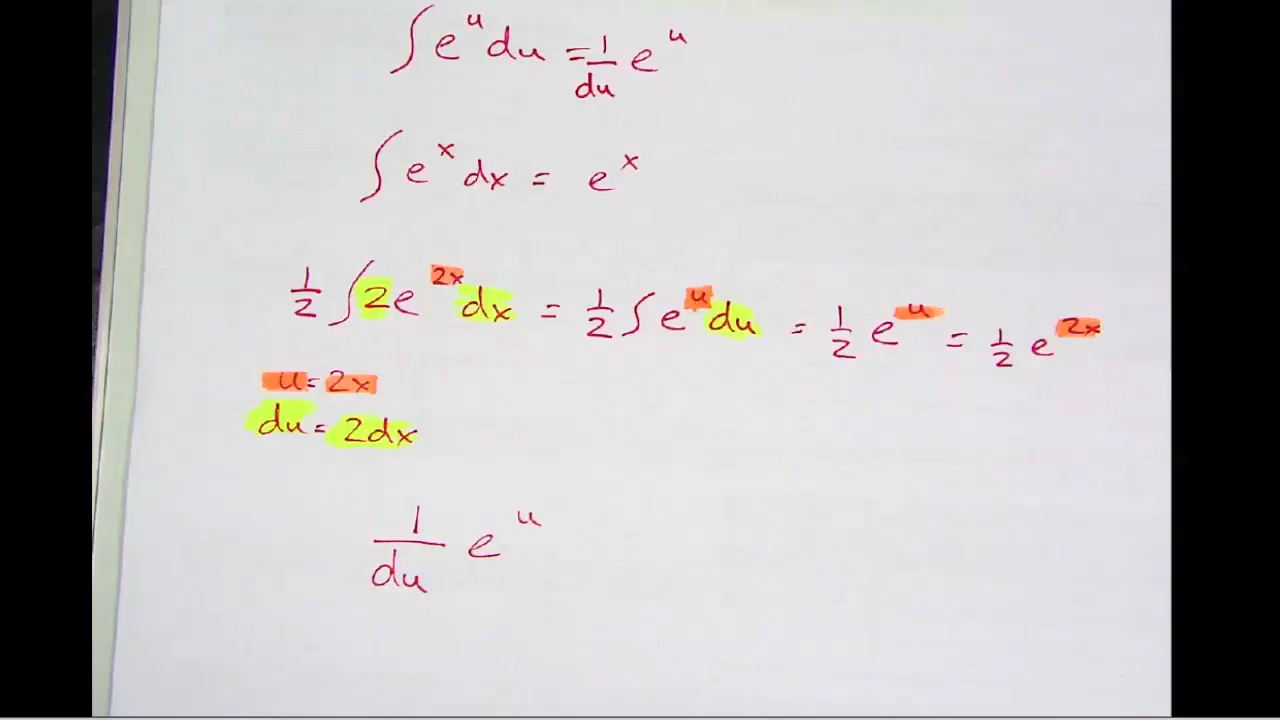 ∫ e^u du = 1/du e^u
∫ e^x dx = e^x
1/2 ∫ 2e^2x dx = 1/2 ∫ e^u du = 1/2 e^u = 1/2 e^2x
u = 2x
du = 2dx
1/du e^u